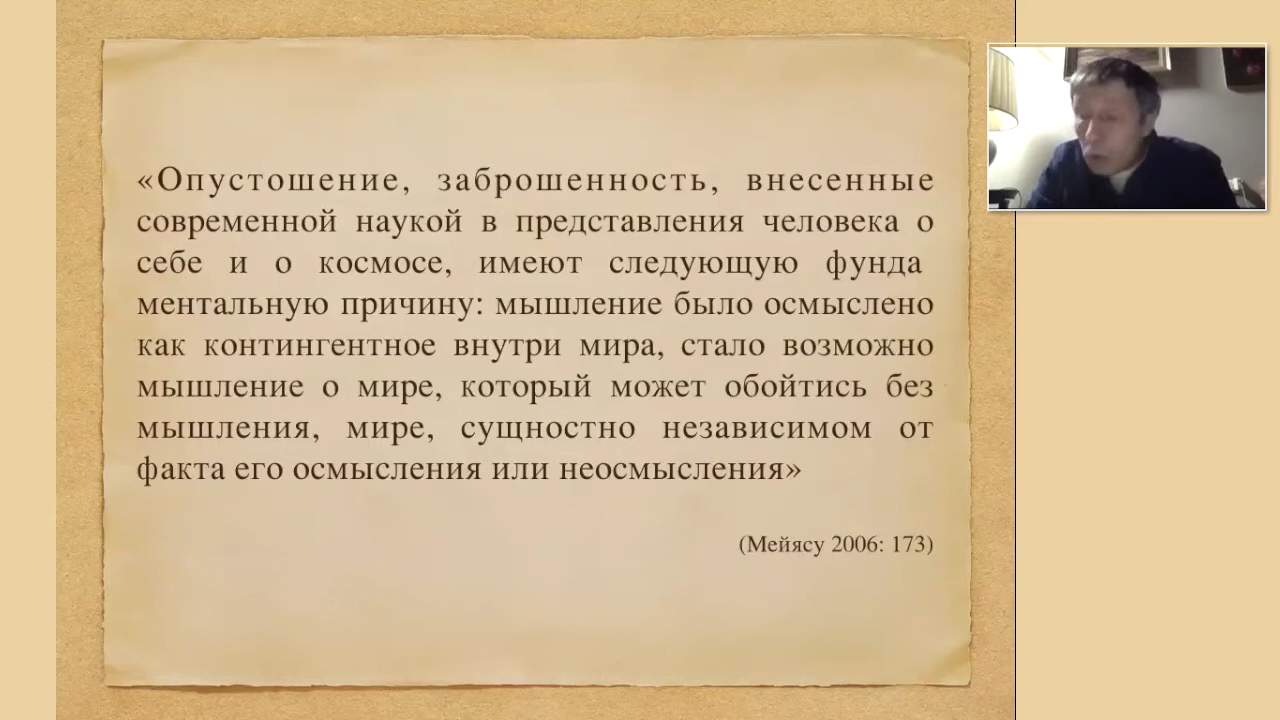 «Опустошение, заброшенность, внесенные
современной наукой в представления человека о
себе и о космосе, имеют следующую фунда
ментальную причину: мышление было осмыслено
как контингентное внутри мира, стало возможно
мышление о мире, который может обойтись без
мышления, мире, сущностно независимом от
факта его осмысления или неосмысления»
(Мейясу 2006: 173)